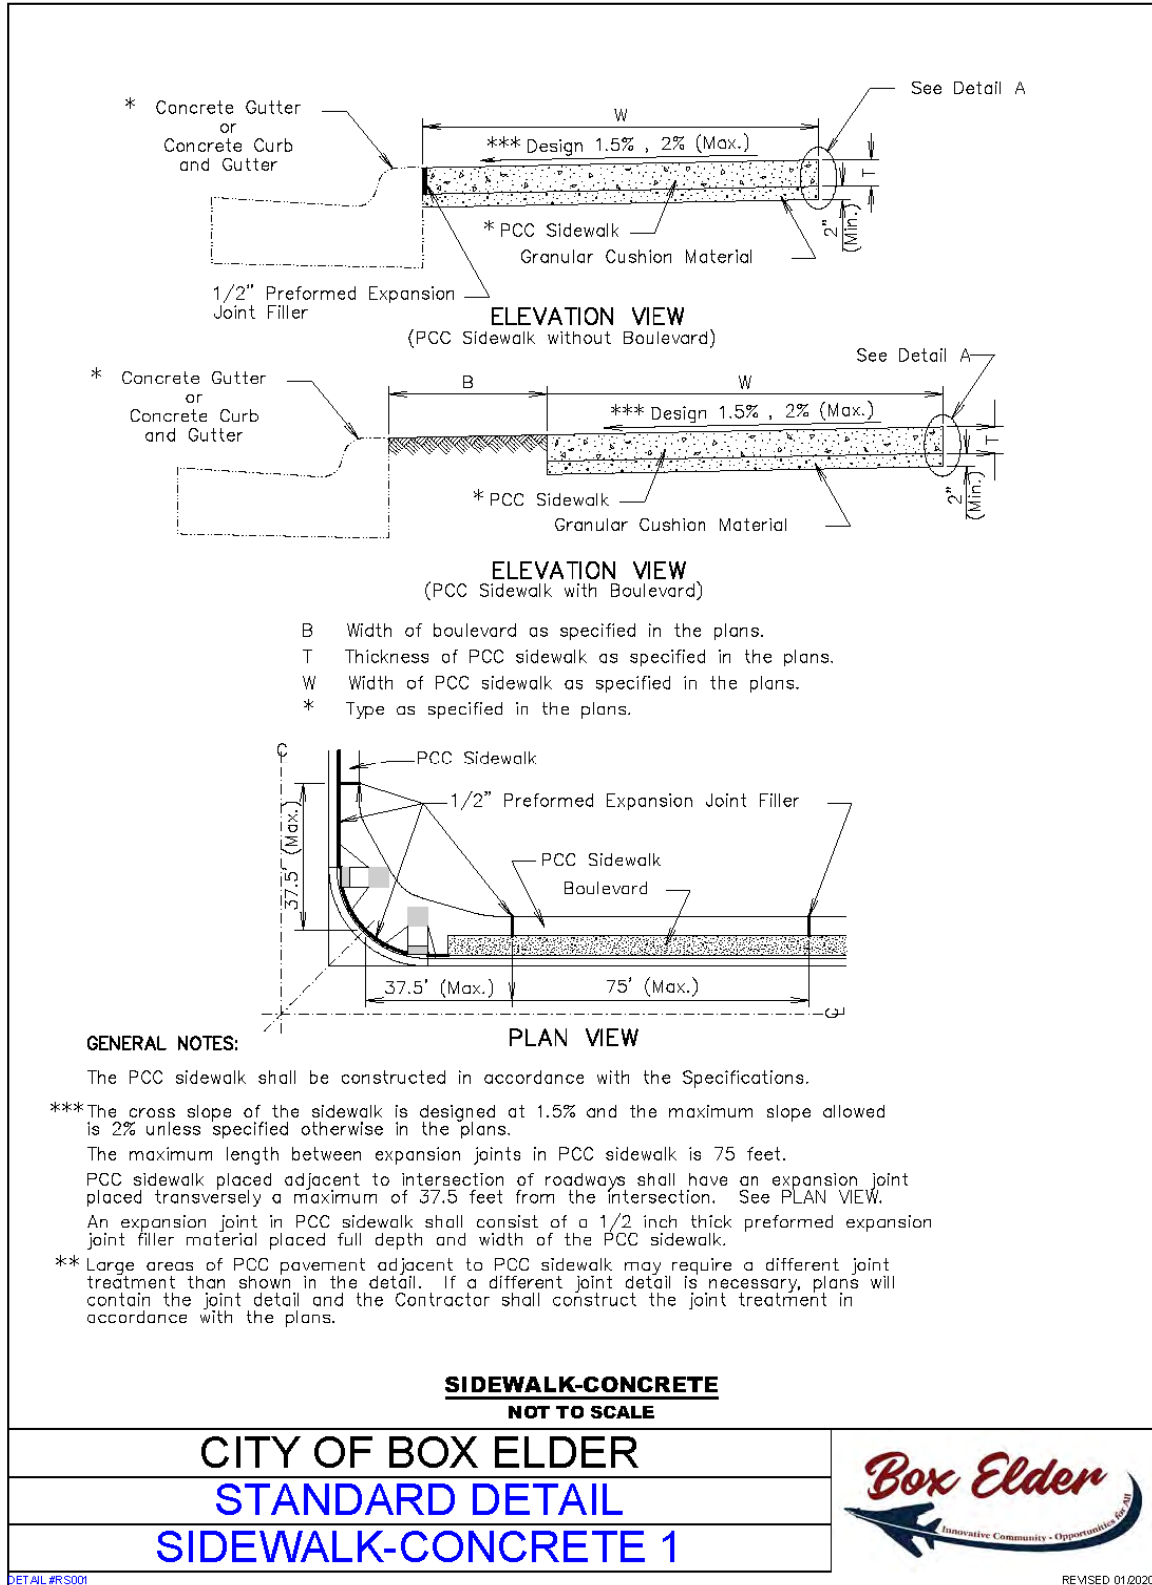 See Detail A
* Concrete Gutter
or
Concrete Curb
and Gutter
W
*** Design 1.5% , 2% (Max.)
T
2"
(Min.)
* PCC Sidewalk
Granular Cushion Material
1/2" Preformed Expansion
Joint Filler
ELEVATION VIEW
(PCC Sidewalk without Boulevard)
See Detail A
* Concrete Gutter
or
Concrete Curb
and Gutter
B
W
*** Design 1.5% , 2% (Max.)
T
2"
(Min.)
* PCC Sidewalk
Granular Cushion Material
ELEVATION VIEW
(PCC Sidewalk with Boulevard)
B Width of boulevard as specified in the plans.
T Thickness of PCC sidewalk as specified in the plans.
W Width of PCC sidewalk as specified in the plans.
* Type as specified in the plans.
PCC Sidewalk
1/2" Preformed Expansion Joint Filler
37.5' (Max.)
PCC Sidewalk
Boulevard
37.5' (Max.)
75' (Max.)
PLAN VIEW
GENERAL NOTES:
The PCC sidewalk shall be constructed in accordance with the Specifications.
*** The cross slope of the sidewalk is designed at 1.5% and the maximum slope allowed
is 2% unless specified otherwise in the plans.
The maximum length between expansion joints in PCC sidewalk is 75 feet.
PCC sidewalk placed adjacent to intersection of roadways shall have an expansion joint
placed transversely a maximum of 37.5 feet from the intersection. See PLAN VIEW.
An expansion joint in PCC sidewalk shall consist of a 1/2 inch thick preformed expansion
joint filler material placed full depth and width of the PCC sidewalk.
** Large areas of PCC pavement adjacent to PCC sidewalk may require a different joint
treatment than shown in the detail. If a different joint detail is necessary, plans will
contain the joint detail and the Contractor shall construct the joint treatment in
accordance with the plans.
SIDEWALK-CONCRETE
NOT TO SCALE
CITY OF BOX ELDER
STANDARD DETAIL
SIDEWALK-CONCRETE 1
Box Elder
Innovative Community - Opportunities for All
DETAIL #RS001
REVISED 01/2020